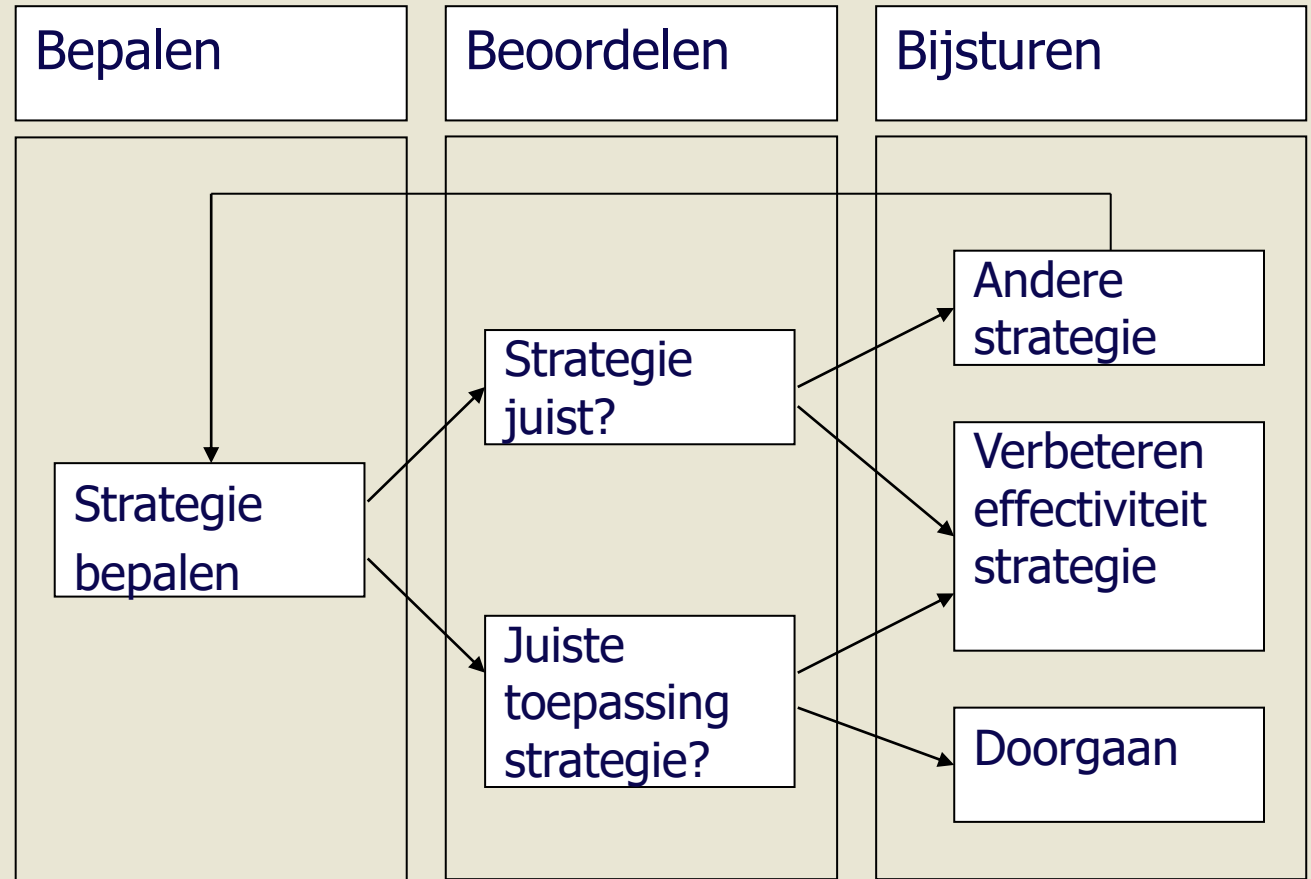 Bepalen
Beoordelen
Bijsturen
Strategie
bepalen
Strategie
juist?
Juiste
toepassing
strategie?
Andere
strategie
Verbeteren
effectiviteit
strategie
Doorgaan